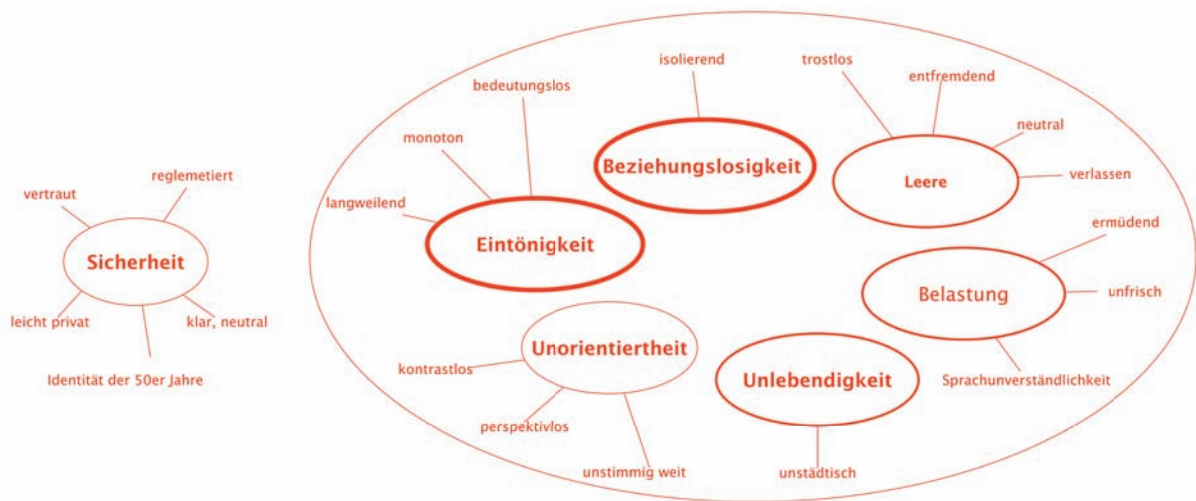 vertraut
reglemetiert
Sicherheit
leicht privat
klar, neutral
Identität der 50er Jahre
bedeutungslos
monoton
langweilend
Eintönigkeit
isolierend
Beziehungslosigkeit
trostlos
entfremdend
neutral
verlassen
Leere
ermüdend
unfrisch
Belastung
Sprachunverständlichkeit
Unorientiertheit
kontrastlos
perspektivlos
unstimmig weit
Unlebendigkeit
unstädtisch